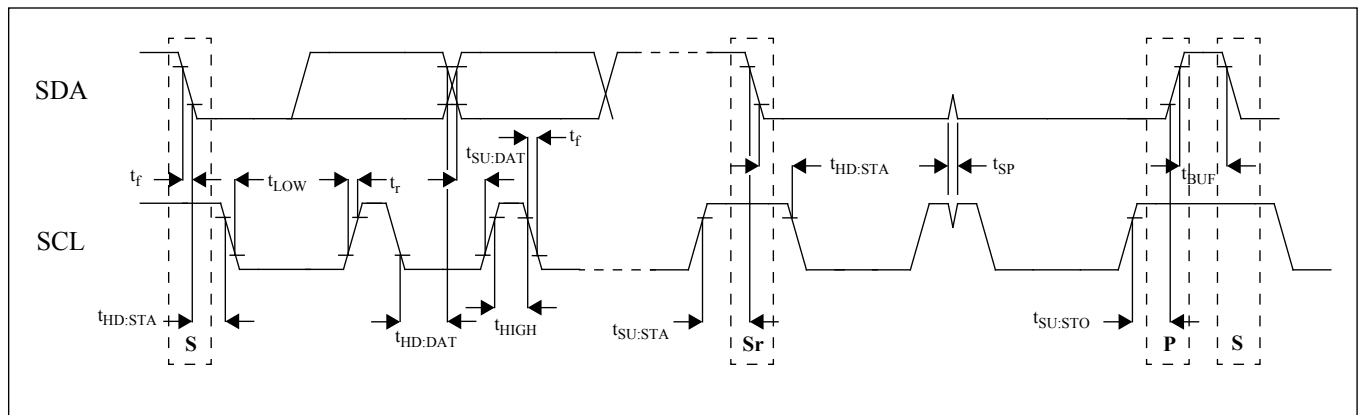 SDA
t_f
t_SU:DAT
t_f
t_LOW
t_r
t_HD:STA
t_SP
t_BUF
SCL
t_HD:STA
t_HD:DAT
t_HIGH
t_SU:STA
t_SU:STO
S
Sr
P
S